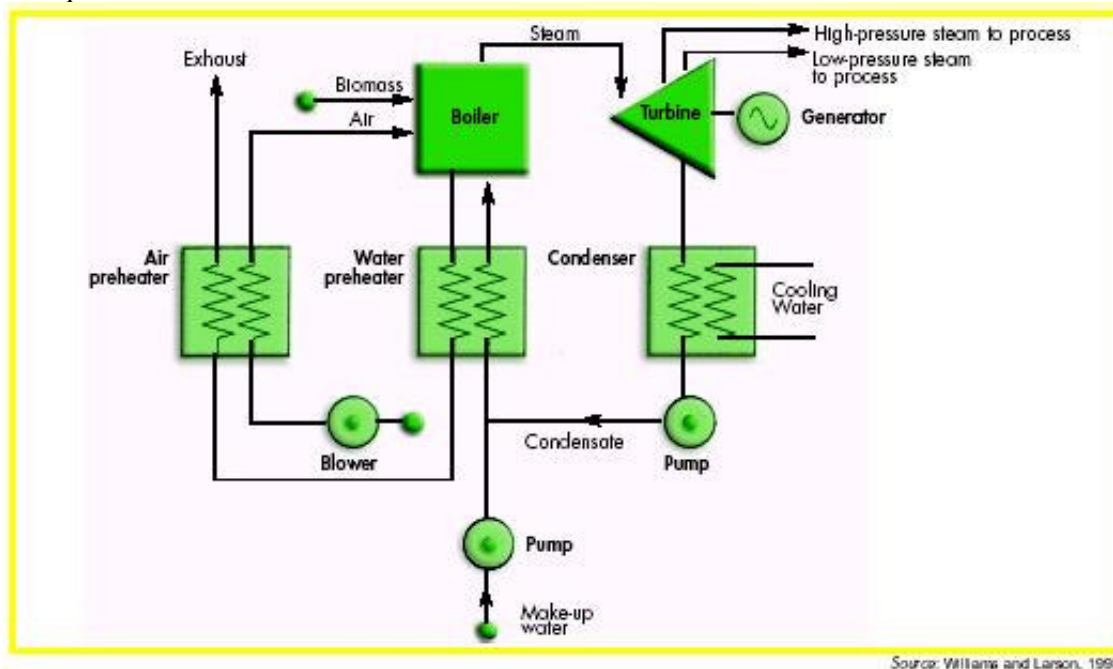 Steam
High-pressure steam to process
Low-pressure steam
to process
Exhaust
Biomass
Air
Boiler
Turbine
Generator
Air
preheater
Water
preheater
Condenser
Cooling
Water
Blower
Condensate
Pump
Pump
Make-up
water
Source: Williams and Larson,